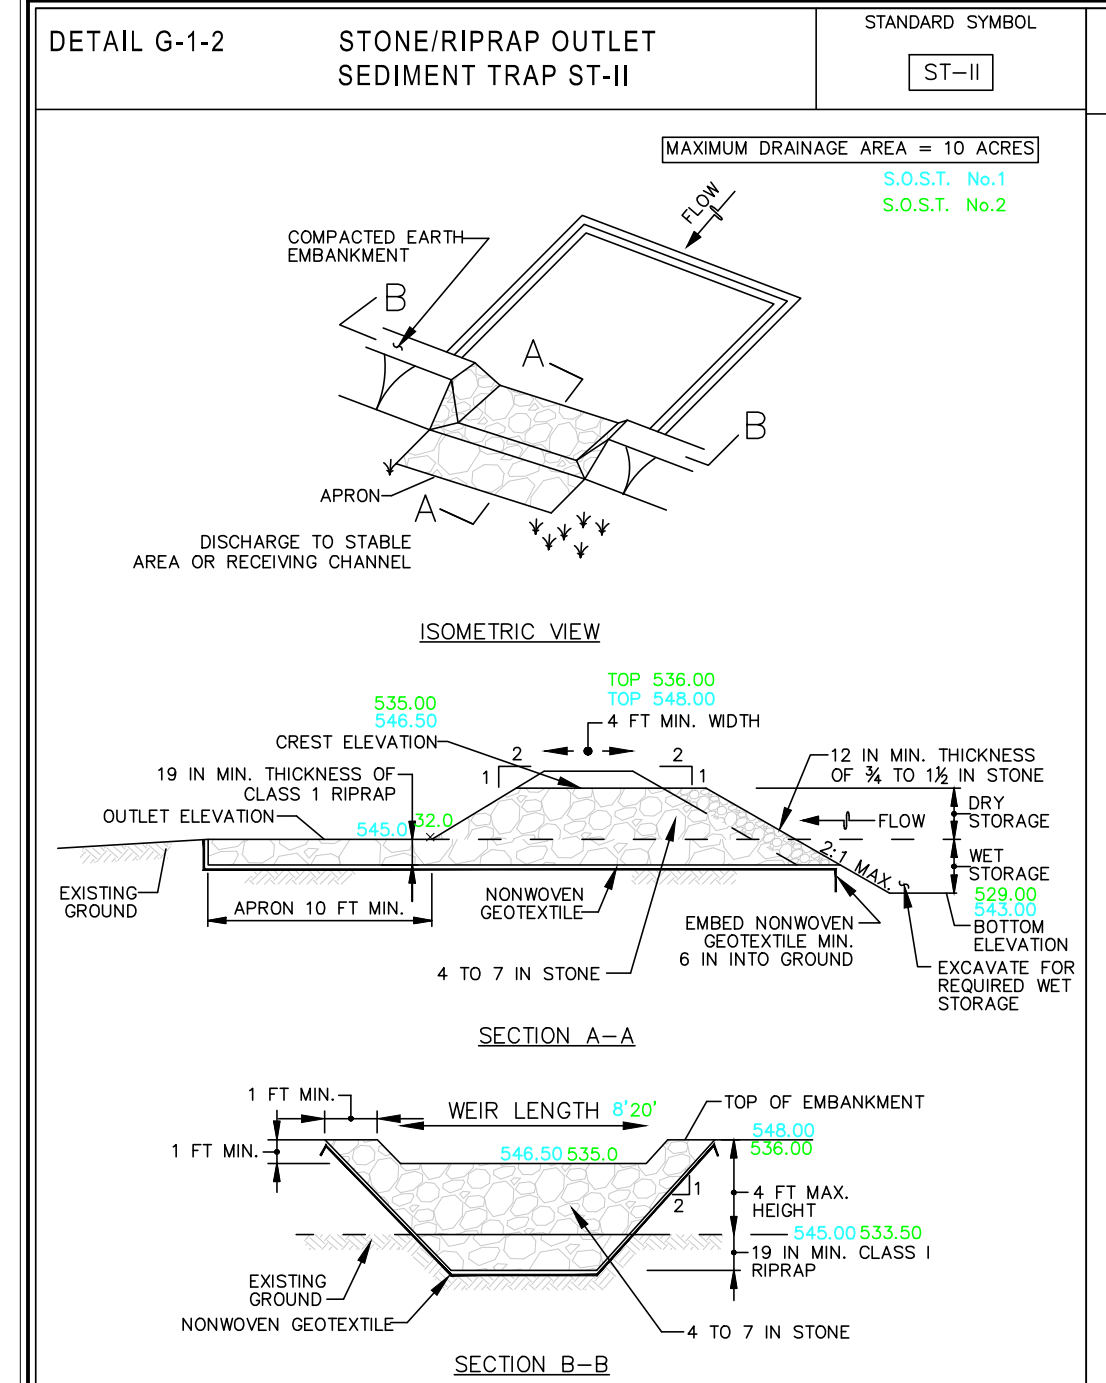 DETAIL G-1-2
STONE/RIPRAP OUTLET
SEDIMENT TRAP ST-II
STANDARD SYMBOL
ST-II
MAXIMUM DRAINAGE AREA = 10 ACRES
S.O.S.T. No.1
S.O.S.T. No.2
FLOW
COMPACTED EARTH
EMBANKMENT
B
A
B
APRON
A
DISCHARGE TO STABLE
AREA OR RECEIVING CHANNEL
ISOMETRIC VIEW
TOP 536.00
TOP 548.00
535.00
546.50
4 FT MIN. WIDTH
CREST ELEVATION
2
1
2
1
12 IN MIN. THICKNESS
OF ¾ TO 1½ IN STONE
19 IN MIN. THICKNESS OF
CLASS 1 RIPRAP
OUTLET ELEVATION
545.0
32.0
FLOW
DRY
STORAGE
2:1 MAX.
WET
STORAGE
529.00
543.00
BOTTOM
ELEVATION
EXISTING
GROUND
APRON 10 FT MIN.
NONWOVEN
GEOTEXTILE
EMBED NONWOVEN
GEOTEXTILE MIN.
6 IN INTO GROUND
4 TO 7 IN STONE
EXCAVATE FOR
REQUIRED WET
STORAGE
SECTION A-A
1 FT MIN.
WEIR LENGTH 8' 20'
TOP OF EMBANKMENT
548.00
536.00
1 FT MIN.
546.50 535.0
1
2
4 FT MAX.
HEIGHT
545.00 533.50
19 IN MIN. CLASS I
RIPRAP
EXISTING
GROUND
NONWOVEN GEOTEXTILE
4 TO 7 IN STONE
SECTION B-B